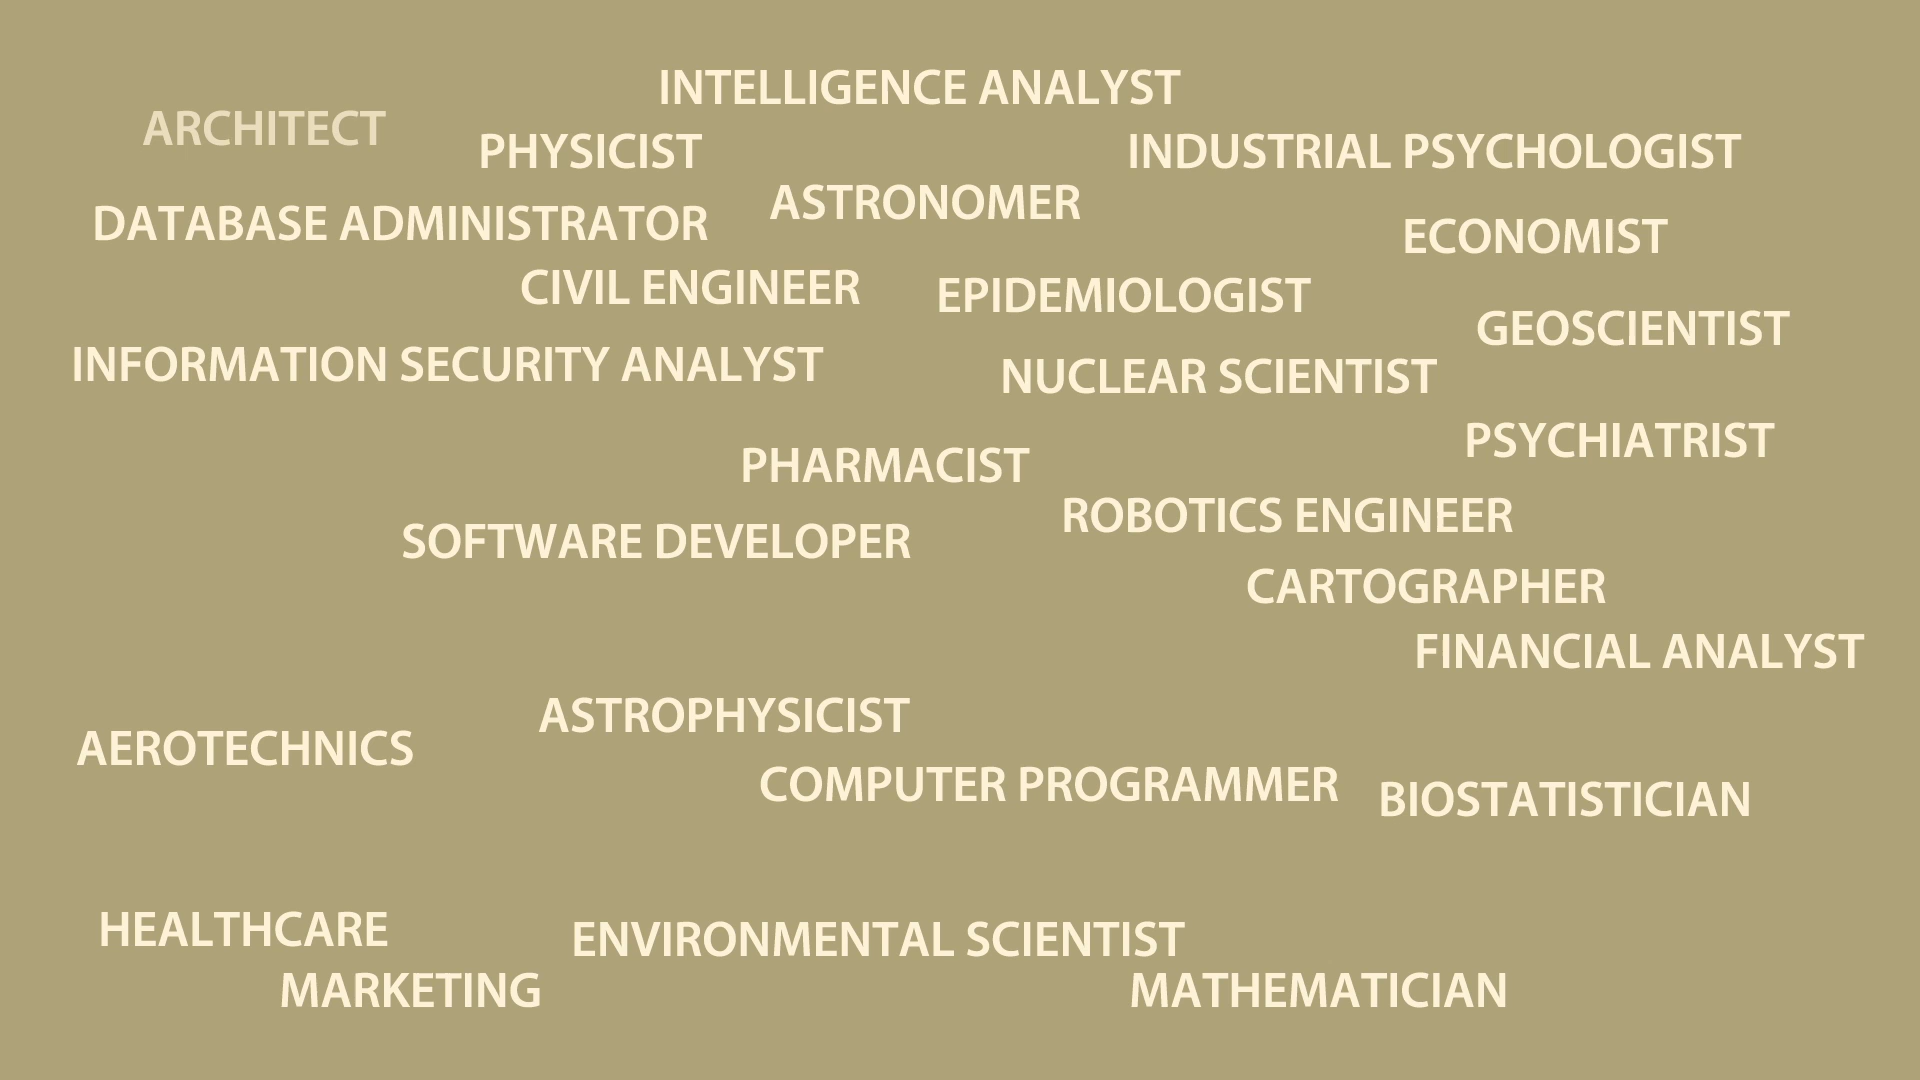 INTELLIGENCE ANALYST
ARCHITECT
PHYSICIST
INDUSTRIAL PSYCHOLOGIST
ASTRONOMER
DATABASE ADMINISTRATOR
ECONOMIST
CIVIL ENGINEER
EPIDEMIOLOGIST
GEOSCIENTIST
INFORMATION SECURITY ANALYST
NUCLEAR SCIENTIST
PSYCHIATRIST
PHARMACIST
ROBOTICS ENGINEER
SOFTWARE DEVELOPER
CARTOGRAPHER
FINANCIAL ANALYST
ASTROPHYSICIST
AEROTECHNICS
COMPUTER PROGRAMMER
BIOSTATISTICIAN
HEALTHCARE
ENVIRONMENTAL SCIENTIST
MARKETING
MATHEMATICIAN